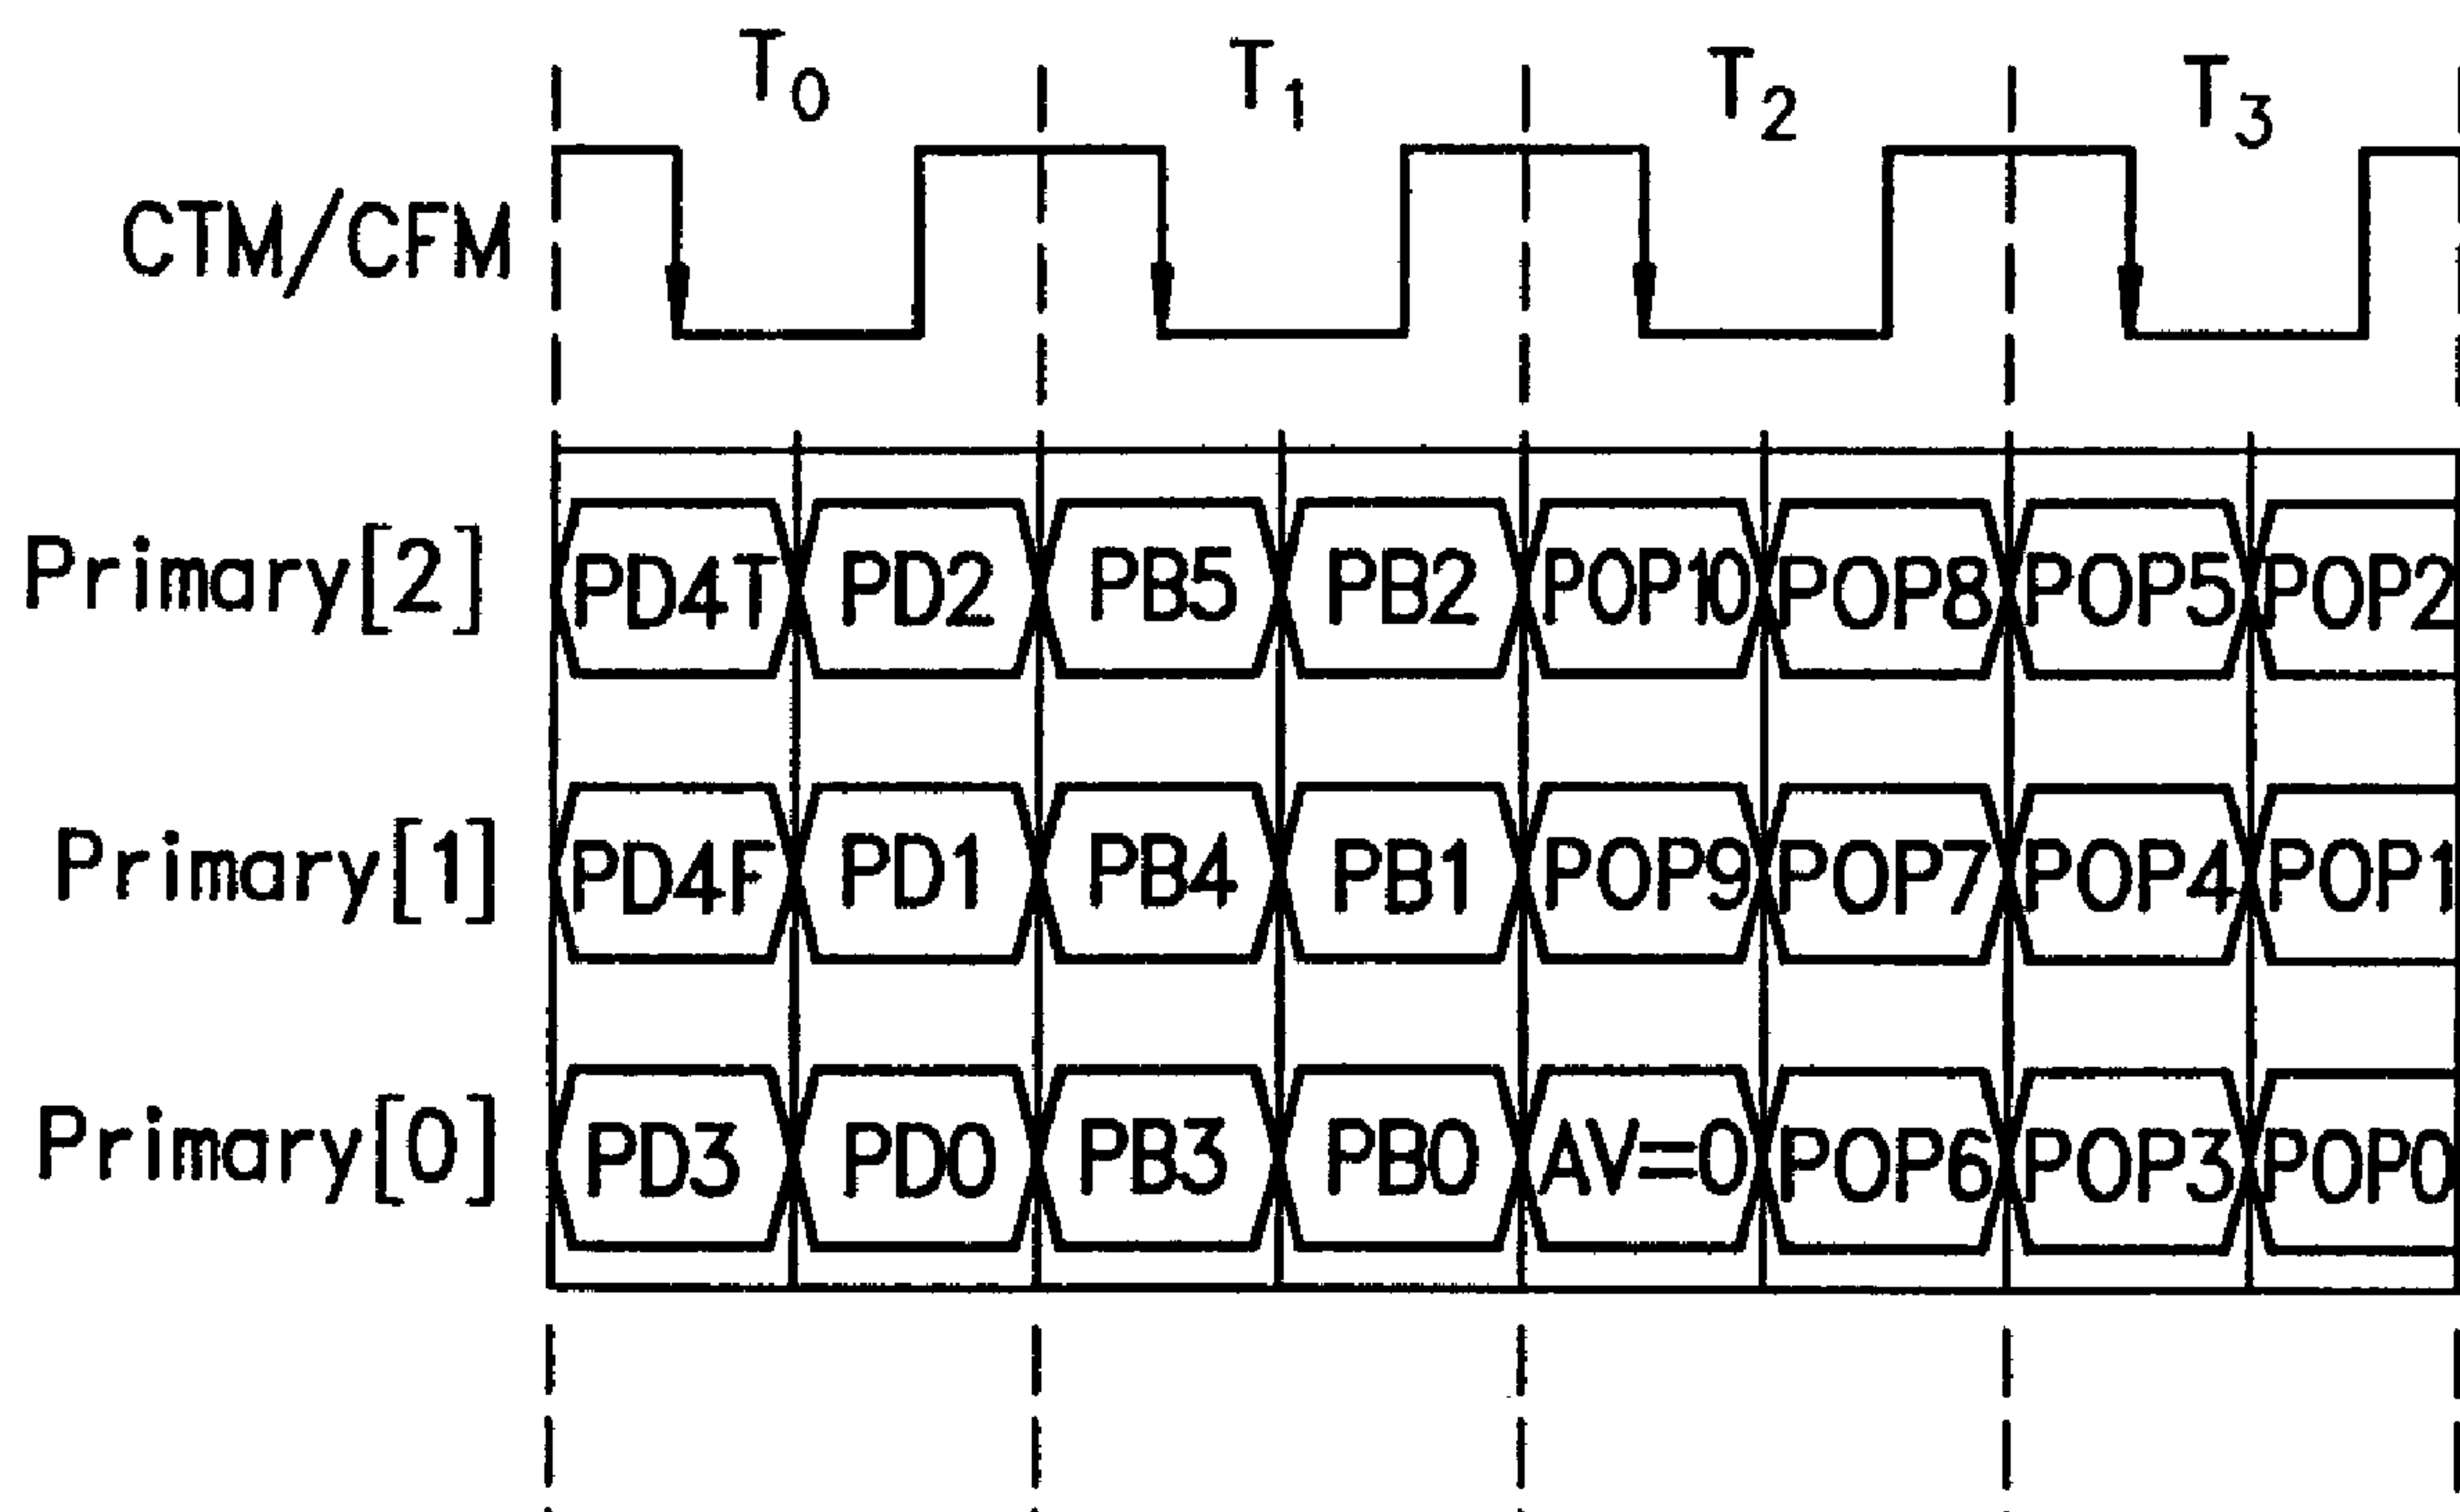 T0 T1 T2 T3
CTM/CFM
Primary[2] PD4T PD2 PB5 PB2 POP10 POP8 POP5 POP2
Primary[1] PD4F PD1 PB4 PB1 POP9 POP7 POP4 POP1
Primary[0] PD3 PD0 PB3 PB0 AV=0 POP6 POP3 POP0